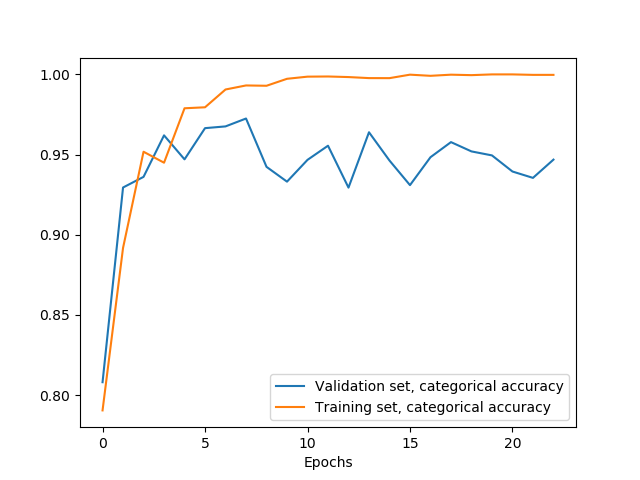 1.00
0.95
0.90
0.85
0.80
Validation set, categorical accuracy
Training set, categorical accuracy
0 5 10 15 20
Epochs